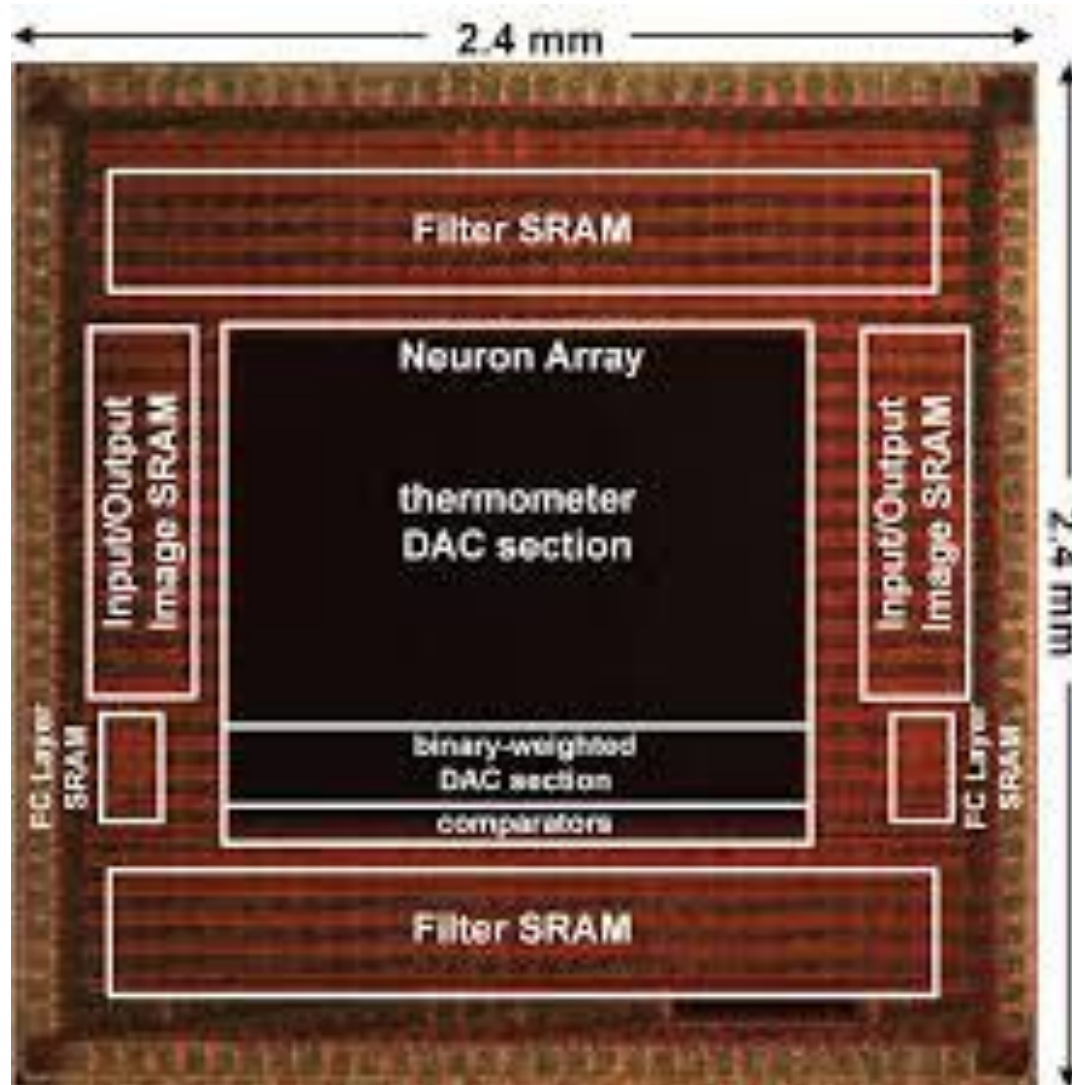 2.4 mm
Filter SRAM
Neuron Array
thermometer
DAC section
Input/Output
Image SRAM
Input/Output
Image SRAM
2.4 mm
binary-weighted
DAC section
comparators
FC Layer
SRAM
FC Layer
SRAM
Filter SRAM